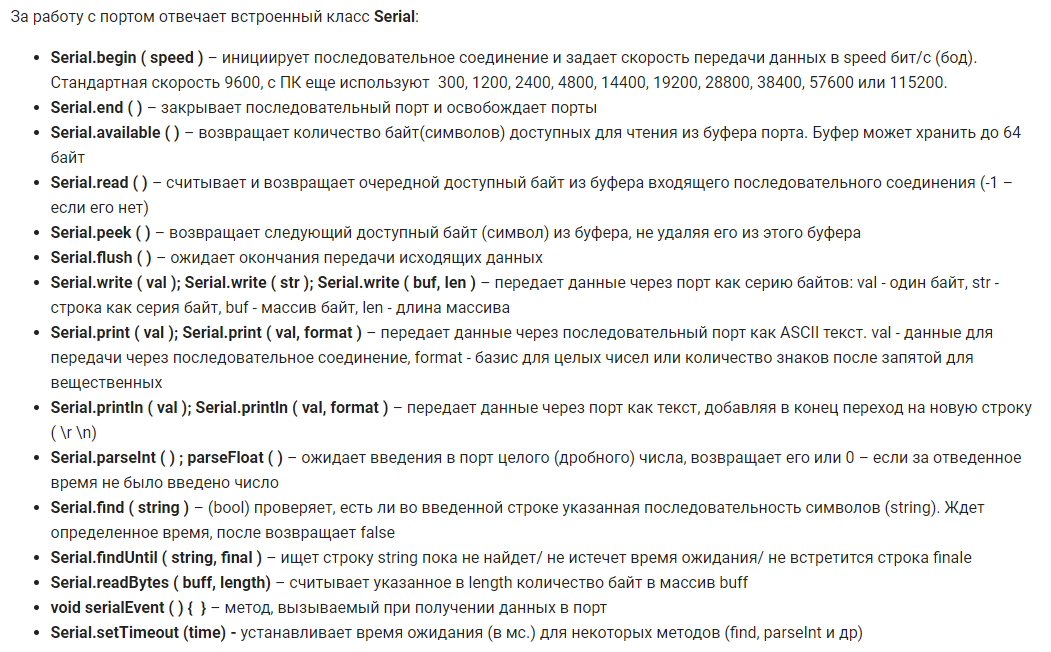 За работу с портом отвечает встроенный класс Serial:
• Serial.begin ( speed ) – инициирует последовательное соединение и задает скорость передачи данных в speed бит/с (бод).
Стандартная скорость 9600, с ПК еще используют  300, 1200, 2400, 4800, 14400, 19200, 28800, 38400, 57600 или 115200.
• Serial.end ( ) – закрывает последовательный порт и освобождает порты
• Serial.available ( ) – возвращает количество байт(символов) доступных для чтения из буфера порта. Буфер может хранить до 64
байт
• Serial.read ( ) – считывает и возвращает очередной доступный байт из буфера входящего последовательного соединения (-1 –
если его нет)
• Serial.peek ( ) – возвращает следующий доступный байт (символ) из буфера, не удаляя его из этого буфера
• Serial.flush ( ) – ожидает окончания передачи исходящих данных
• Serial.write ( val ); Serial.write ( str ); Serial.write ( buf, len ) – передает данные через порт как серию байтов: val - один байт, str -
строка как серия байт, buf - массив байт, len - длина массива
• Serial.print ( val ); Serial.print ( val, format ) – передает данные через последовательный порт как ASCII текст. val - данные для
передачи через последовательное соединение, format - базис для целых чисел или количество знаков после запятой для
вещественных
• Serial.println ( val ); Serial.println ( val, format ) – передает данные через порт как текст, добавляя в конец переход на новую строку
( \r \n)
• Serial.parseInt ( ) ; parseFloat ( ) – ожидает введения в порт целого (дробного) числа, возвращает его или 0 – если за отведенное
время не было введено число
• Serial.find ( string ) – (bool) проверяет, есть ли во введенной строке указанная последовательность символов (string). Ждет
определенное время, после возвращает false
• Serial.findUntil ( string, final ) – ищет строку string пока не найдет/ не истечет время ожидания/ не встретится строка finale
• Serial.readBytes ( buff, length) – считывает указанное в length количество байт в массив buff
• void serialEvent ( ) {  } – метод, вызываемый при получении данных в порт
• Serial.setTimeout (time) - устанавливает время ожидания (в мс.) для некоторых методов (find, parseInt и др)